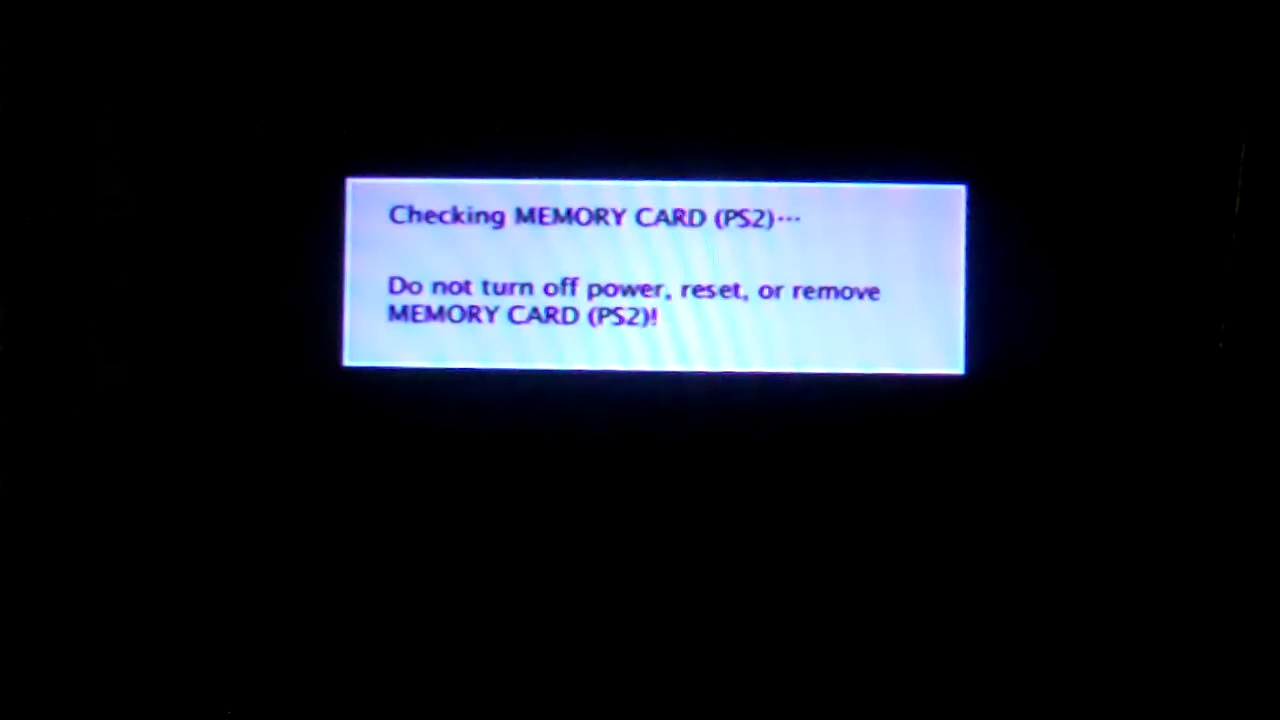 Checking MEMORY CARD (PS2)···
Do not turn off power, reset, or remove
MEMORY CARD (PS2)!